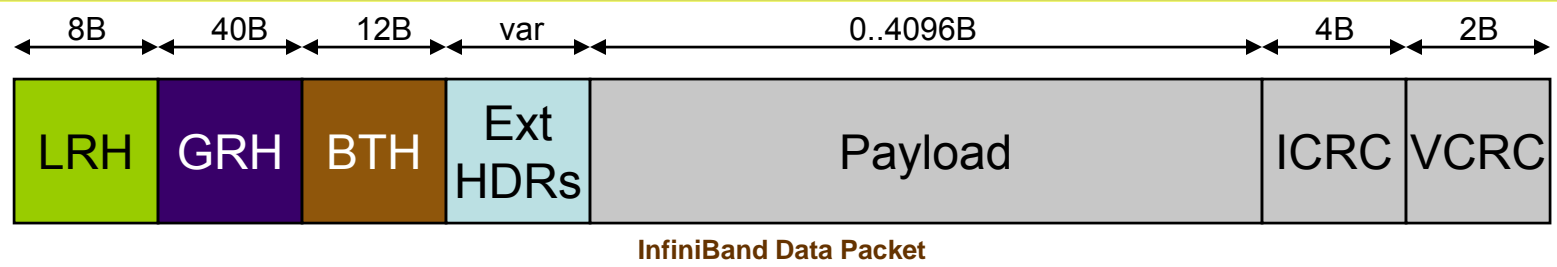 8B 40B 12B var 0..4096B 4B 2B
LRH GRH BTH Ext HDRs Payload ICRC VCRC
InfiniBand Data Packet